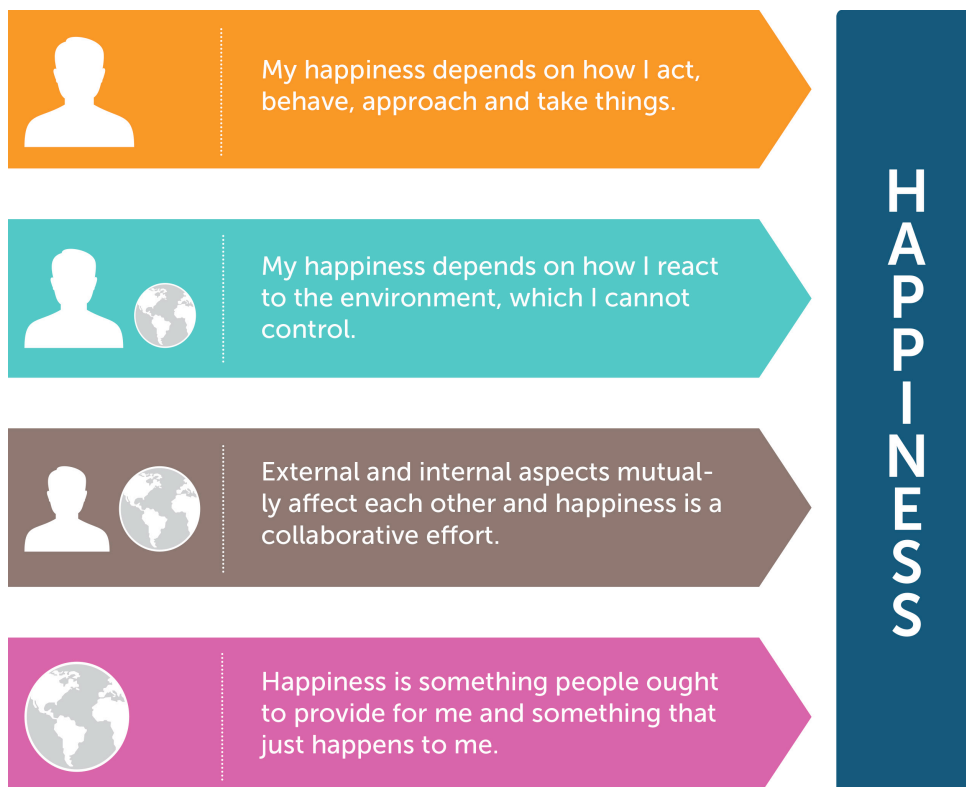 My happiness depends on how I act,
behave, approach and take things.
My happiness depends on how I react
to the environment, which I cannot
control.
External and internal aspects mutual-
ly affect each other and happiness is a
collaborative effort.
Happiness is something people ought
to provide for me and something that
just happens to me.
HAPPINESS